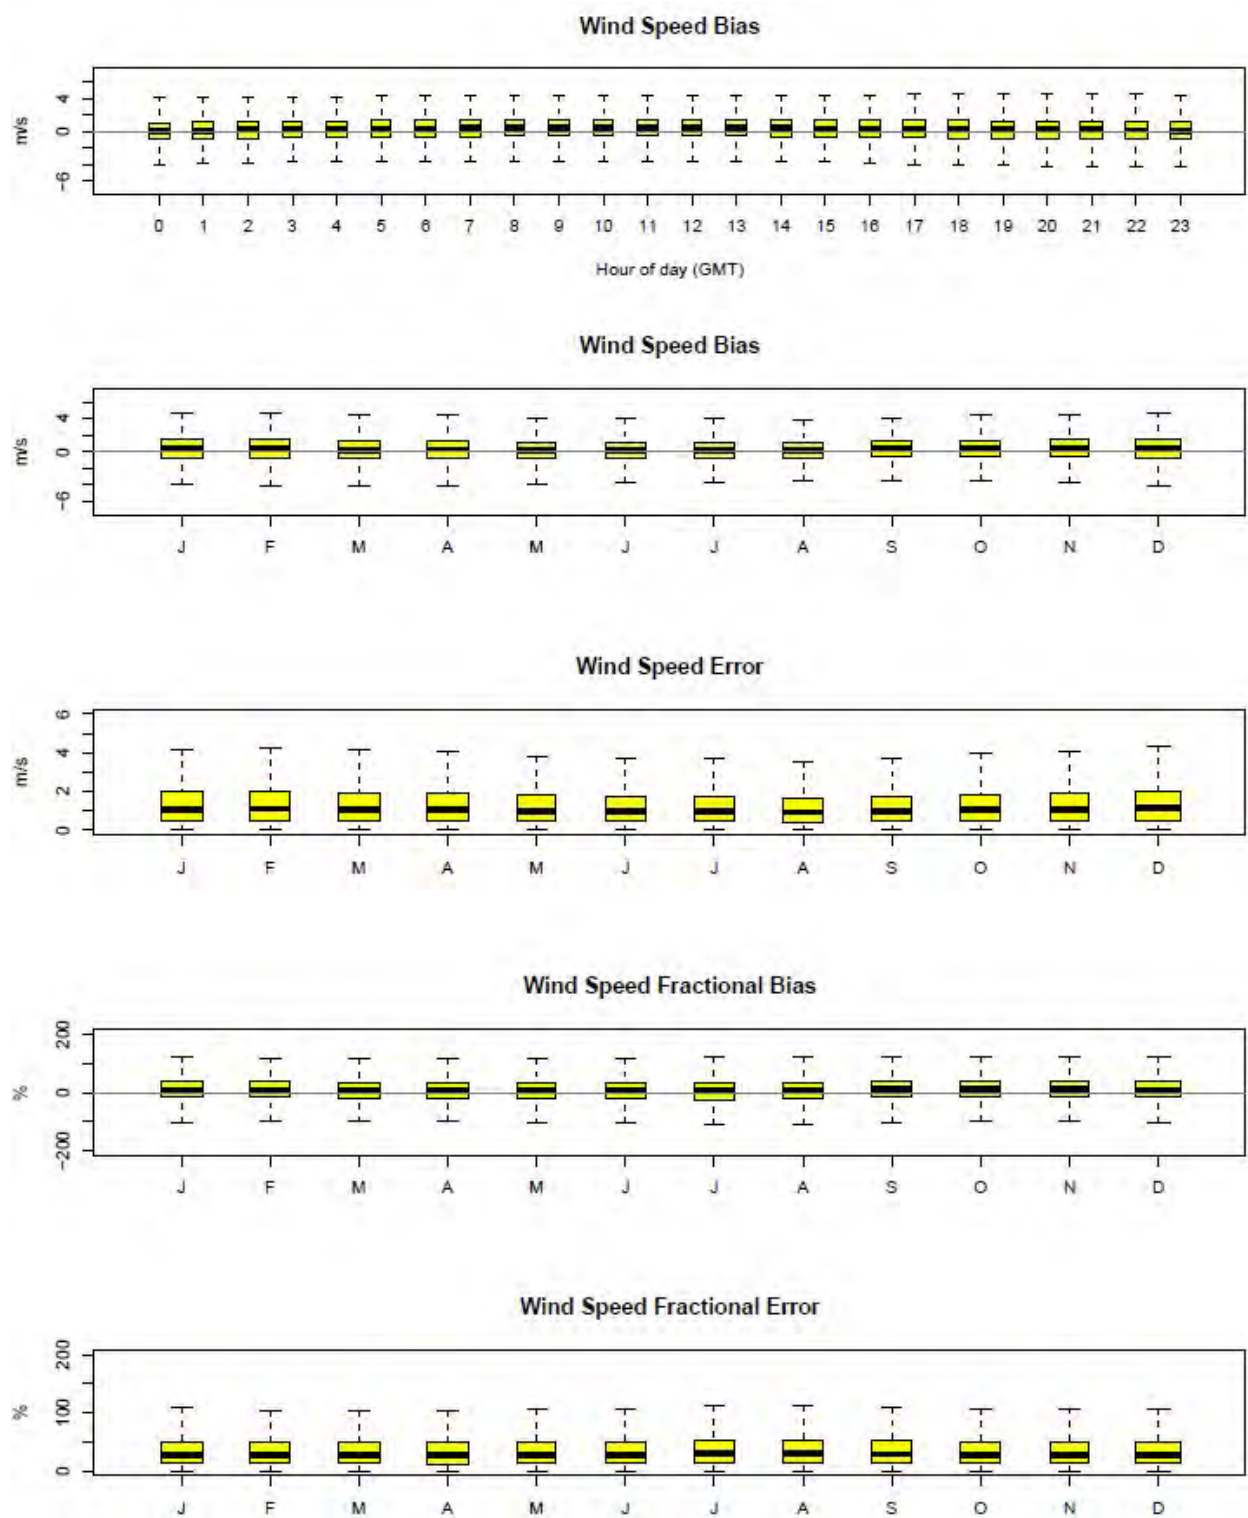 Wind Speed Bias
4
0
-6
m/s
0 1 2 3 4 5 6 7 8 9 10 11 12 13 14 15 16 17 18 19 20 21 22 23
Hour of day (GMT)
Wind Speed Bias
4
0
-6
m/s
J F M A M J J A S O N D
Wind Speed Error
6
4
2
0
m/s
J F M A M J J A S O N D
Wind Speed Fractional Bias
200
0
-200
%
J F M A M J J A S O N D
Wind Speed Fractional Error
200
100
0
%
J F M A M J J A S O N D